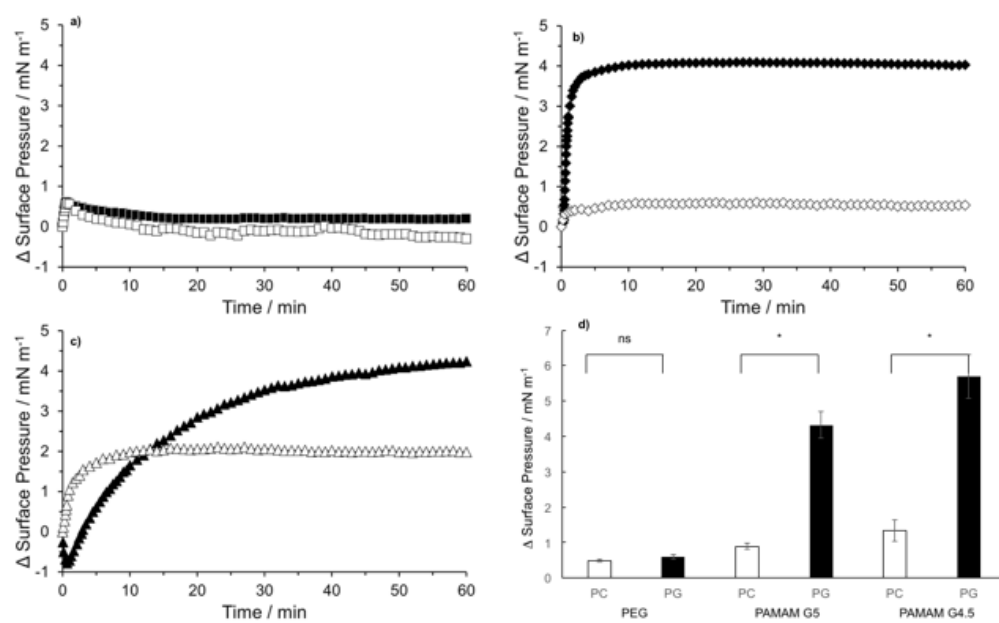 a)
5
4
3
2
1
0
-1
Δ Surface Pressure / mN m⁻¹
0 10 20 30 40 50 60
Time / min
b)
5
4
3
2
1
0
-1
Δ Surface Pressure / mN m⁻¹
0 10 20 30 40 50 60
Time / min
c)
5
4
3
2
1
0
-1
Δ Surface Pressure / mN m⁻¹
0 10 20 30 40 50 60
Time / min
d)
7
6
5
4
3
2
1
0
Δ Surface Pressure / mN m⁻¹
ns * *
PC PG PC PG PC PG
PEG PAMAM G5 PAMAM G4.5